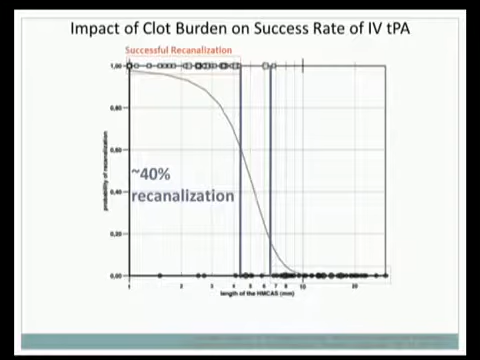 Impact of Clot Burden on Success Rate of IV tPA
Successful Recanalization
1,00
0,80
0,60
0,40
0,20
0,00
probability of recanalization
~40%
recanalization
1 2 3 4 5 6 7 8 10 20
length of the HMCAS (mm)